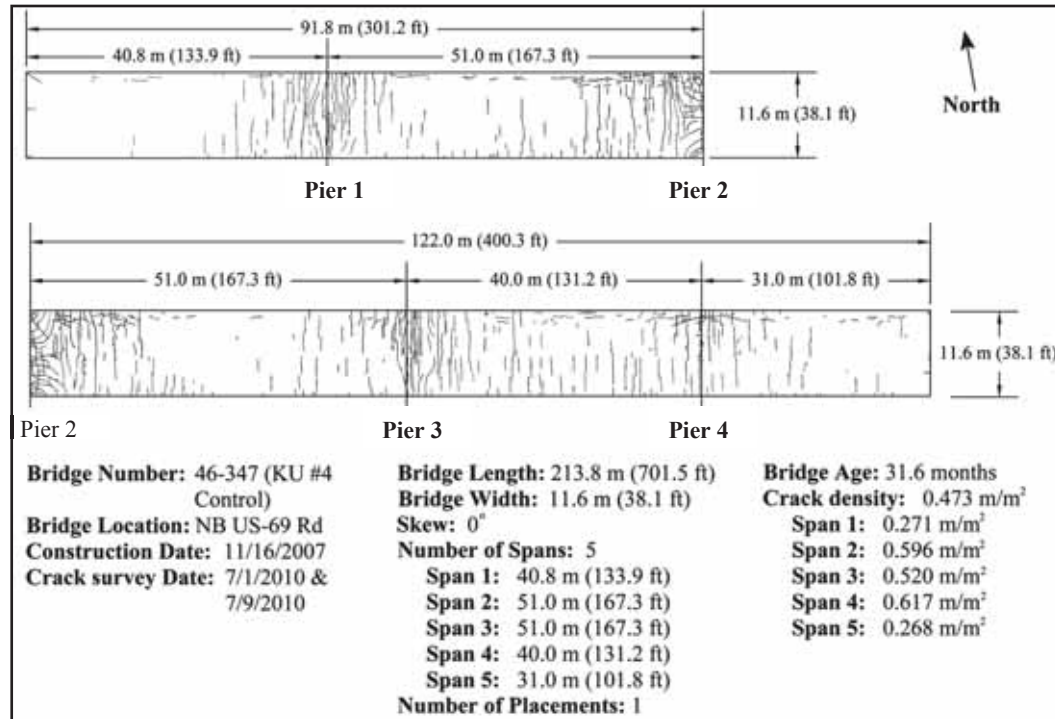 91.8 m (301.2 ft)
40.8 m (133.9 ft)
51.0 m (167.3 ft)
11.6 m (38.1 ft)
North
Pier 1
Pier 2
122.0 m (400.3 ft)
51.0 m (167.3 ft)
40.0 m (131.2 ft)
31.0 m (101.8 ft)
11.6 m (38.1 ft)
Pier 2
Pier 3
Pier 4
Bridge Number: 46-347 (KU #4
Control)
Bridge Location: NB US-69 Rd
Construction Date: 11/16/2007
Crack survey Date: 7/1/2010 &
7/9/2010
Bridge Length: 213.8 m (701.5 ft)
Bridge Width: 11.6 m (38.1 ft)
Skew: 0°
Number of Spans: 5
Span 1: 40.8 m (133.9 ft)
Span 2: 51.0 m (167.3 ft)
Span 3: 51.0 m (167.3 ft)
Span 4: 40.0 m (131.2 ft)
Span 5: 31.0 m (101.8 ft)
Number of Placements: 1
Bridge Age: 31.6 months
Crack density: 0.473 m/m²
Span 1: 0.271 m/m²
Span 2: 0.596 m/m²
Span 3: 0.520 m/m²
Span 4: 0.617 m/m²
Span 5: 0.268 m/m²